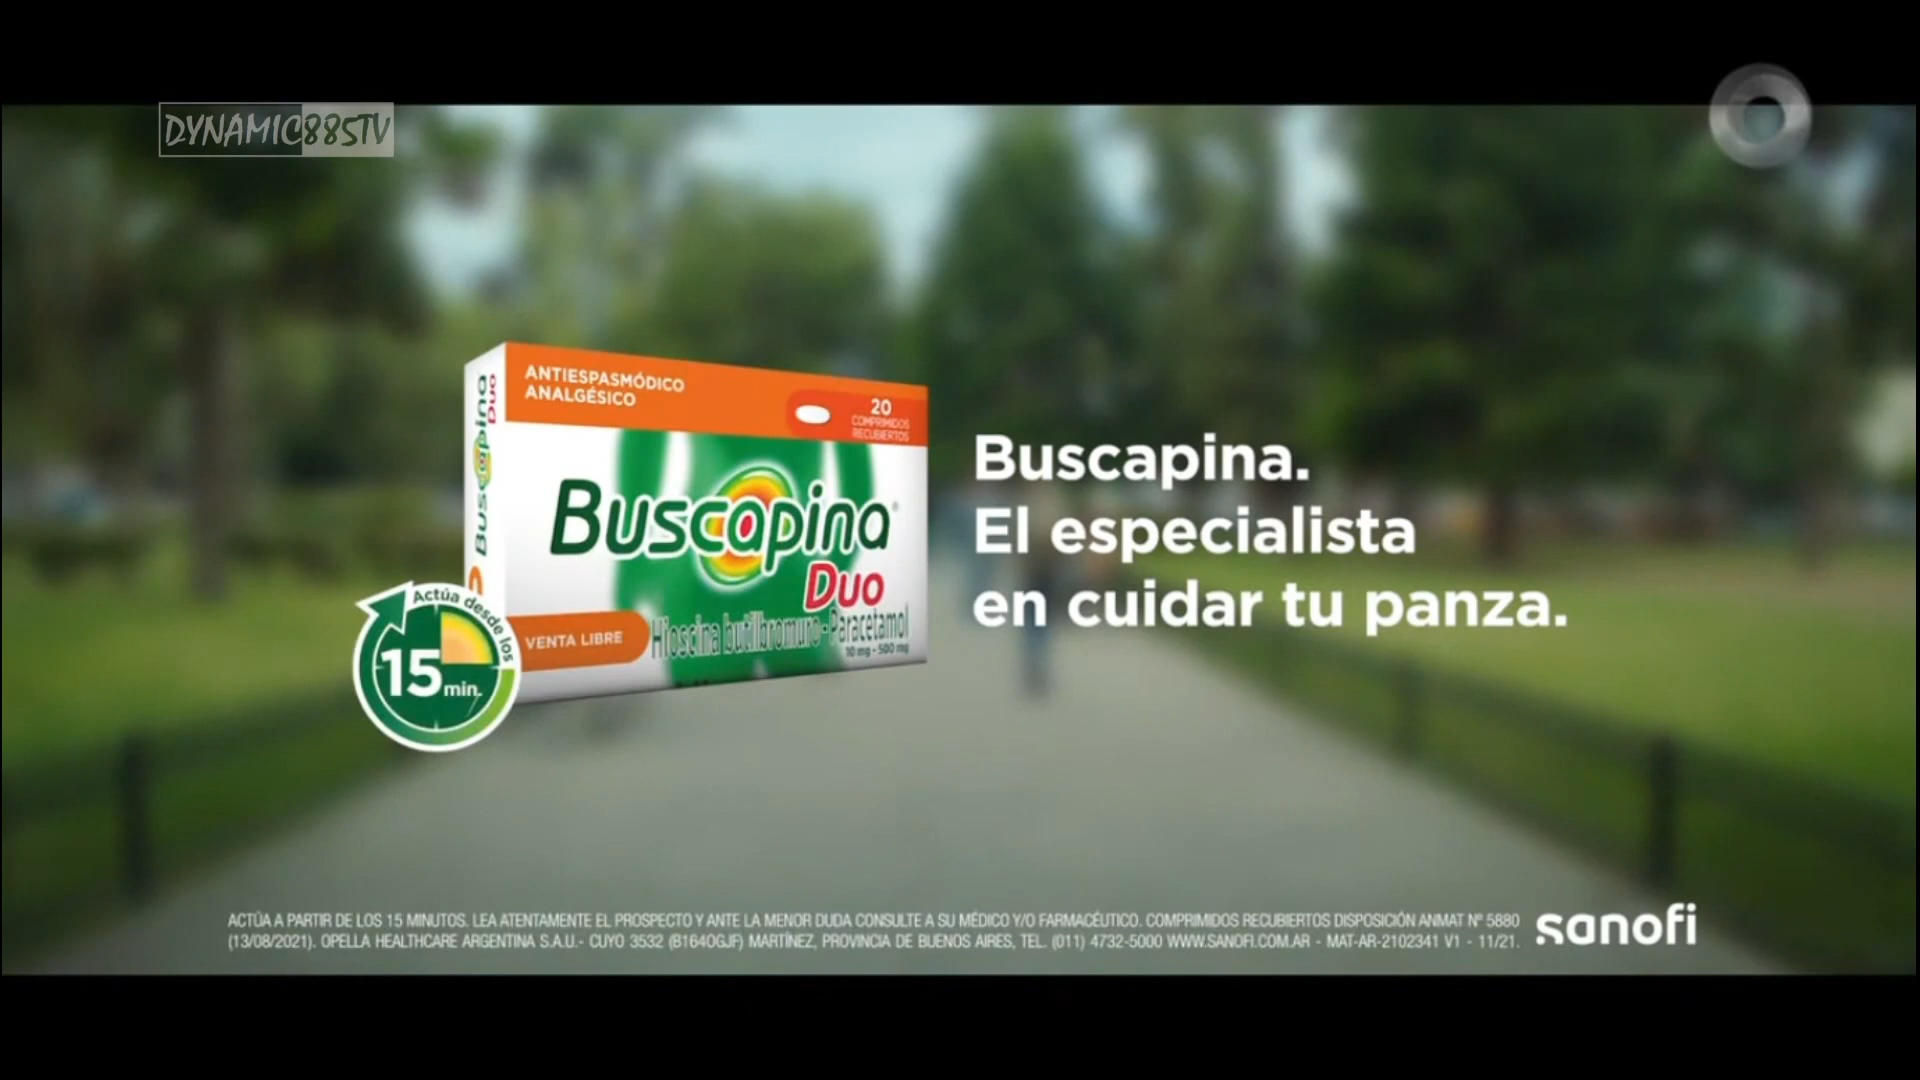 DYNAMIC885TV
ANTIESPASMÓDICO
ANALGÉSICO
20
COMPRIMIDOS
RECUBIERTOS
Buscapina Duo
Buscapina
Duo
VENTA LIBRE
Hioscina butilbromuro - Paracetamol
10 mg - 500 mg
Actúa desde los
15 min.
Buscapina.
El especialista
en cuidar tu panza.
ACTÚA A PARTIR DE LOS 15 MINUTOS. LEA ATENTAMENTE EL PROSPECTO Y ANTE LA MENOR DUDA CONSULTE A SU MÉDICO Y/O FARMACÉUTICO. COMPRIMIDOS RECUBIERTOS DISPOSICIÓN ANMAT Nº 5880
(13/08/2021). OPELLA HEALTHCARE ARGENTINA S.A.U.- CUYO 3532 (B1640GJF) MARTÍNEZ, PROVINCIA DE BUENOS AIRES, TEL. (011) 4732-5000 WWW.SANOFI.COM.AR - MAT-AR-2102341 V1 - 11/21.
sanofi